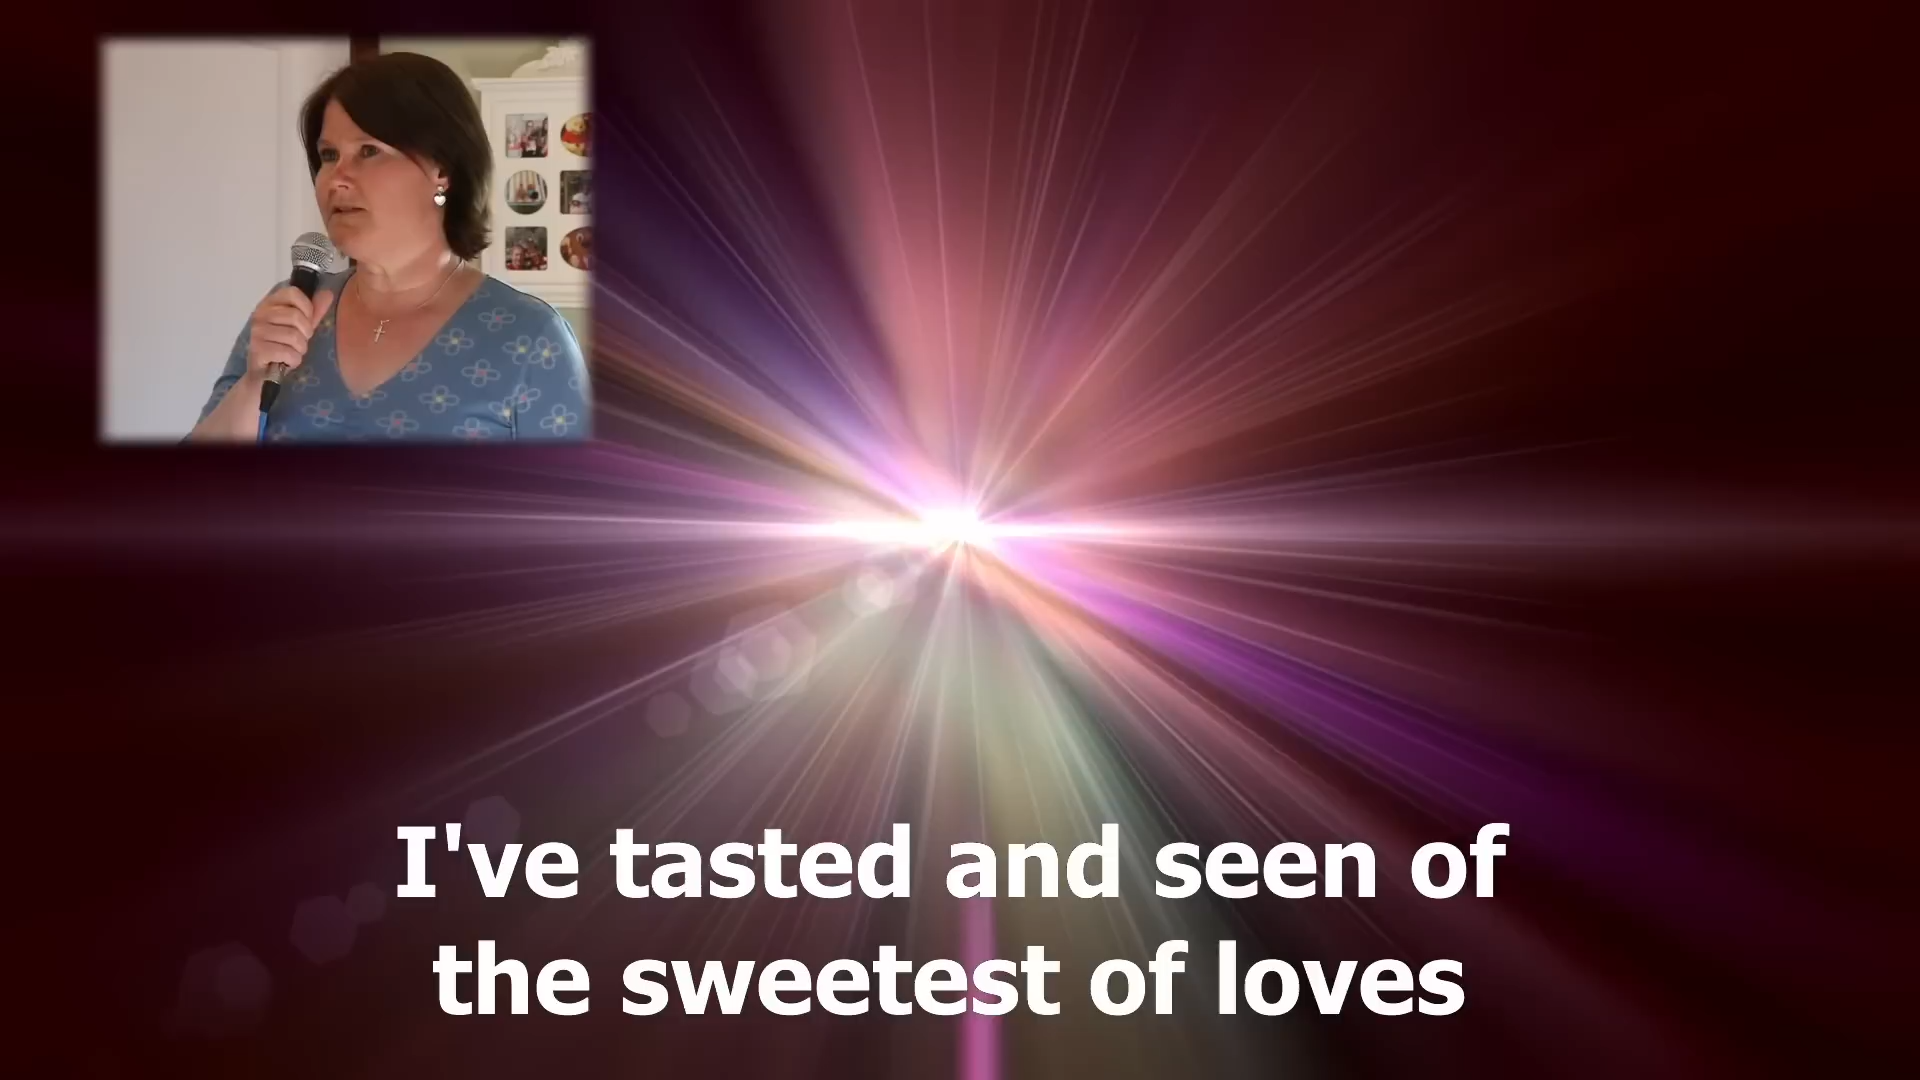 I've tasted and seen of
the sweetest of loves